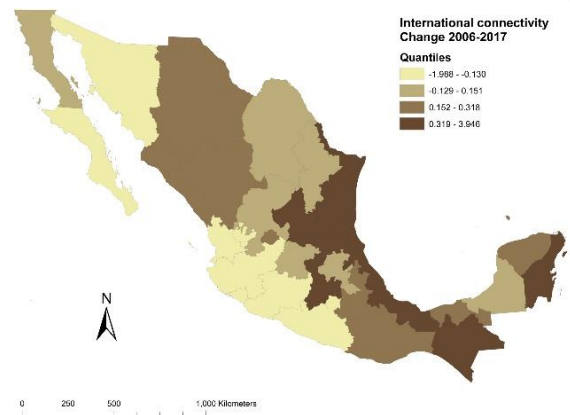 International connectivity
Change 2006-2017
Quantiles
-1.988 - -0.130
-0.129 - 0.151
0.152 - 0.318
0.319 - 3.946
N
0 250 500 1,000 Kilometers